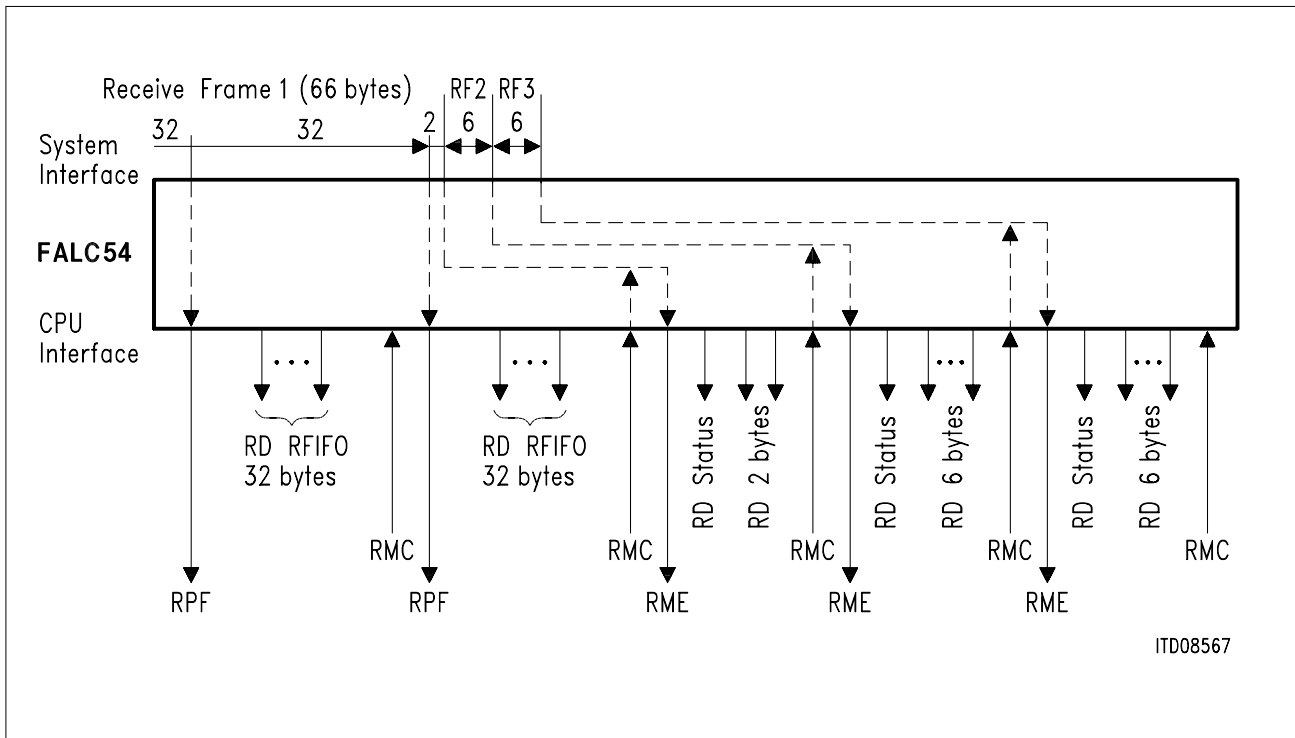 Receive Frame 1 (66 bytes) RF2 RF3
32 32 2 6 6
System
Interface
FALC54
CPU
Interface
... ... ... ...
RD RFIFO
32 bytes
RD RFIFO
32 bytes
RD Status
RD 2 bytes
RD Status
RD 6 bytes
RD Status
RD 6 bytes
RMC RMC RMC RMC RMC
RPF RPF RME RME RME
ITD08567